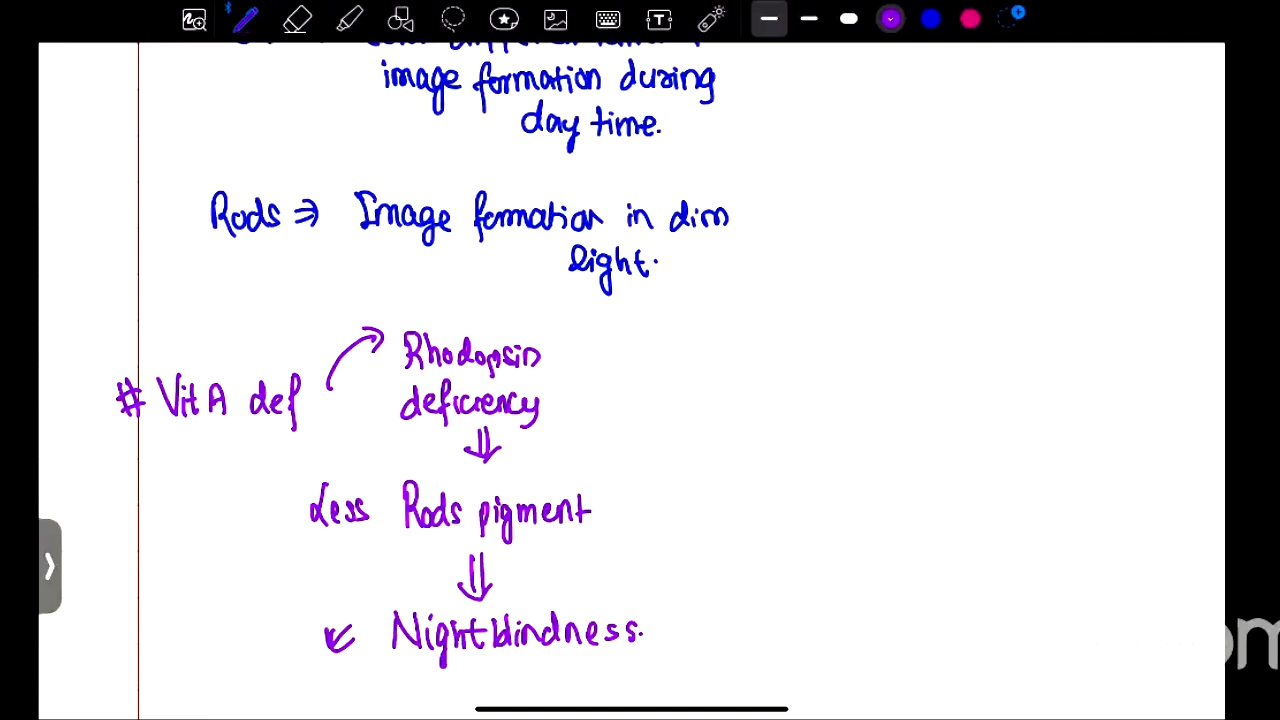 image formation during
day time.
Rods ⇒ Image formation in dim
light.
# Vit A def
Rhodopsin
deficiency
Less Rods pigment
Nightblindness.
om